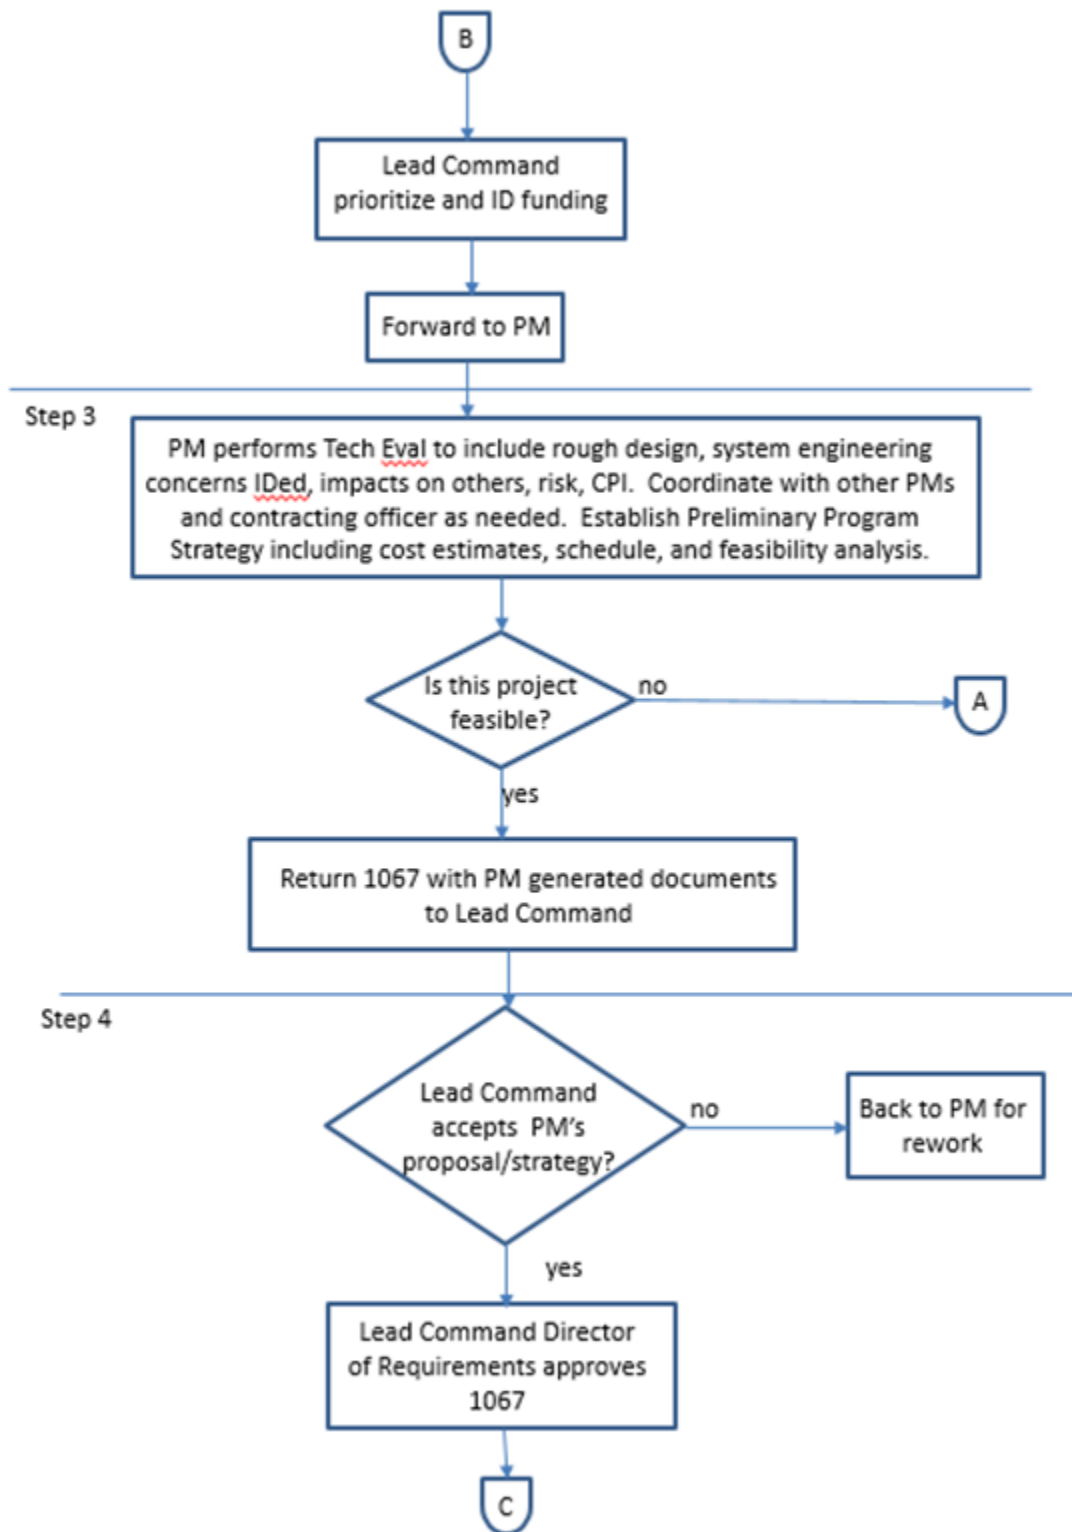 B
Lead Command
prioritize and ID funding
Forward to PM
Step 3
PM performs Tech Eval to include rough design, system engineering
concerns IDed, impacts on others, risk, CPI.  Coordinate with other PMs
and contracting officer as needed.  Establish Preliminary Program
Strategy including cost estimates, schedule, and feasibility analysis.
Is this project
feasible?
no
A
yes
Return 1067 with PM generated documents
to Lead Command
Step 4
Lead Command
accepts  PM's
proposal/strategy?
no
Back to PM for
rework
yes
Lead Command Director
of Requirements approves
1067
C